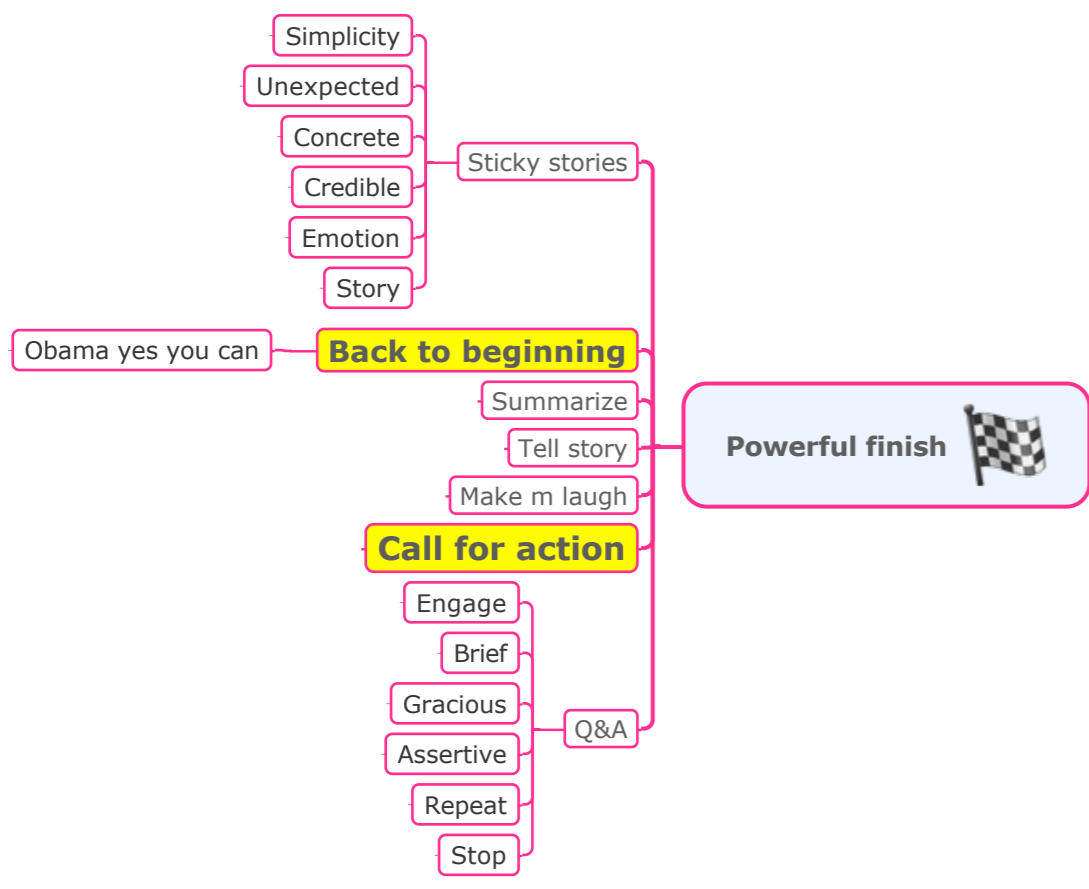 Simplicity
Unexpected
Concrete
Credible
Emotion
Story
Sticky stories
Obama yes you can
Back to beginning
Summarize
Tell story
Make m laugh
Call for action
Engage
Brief
Gracious
Assertive
Repeat
Stop
Q&A
Powerful finish